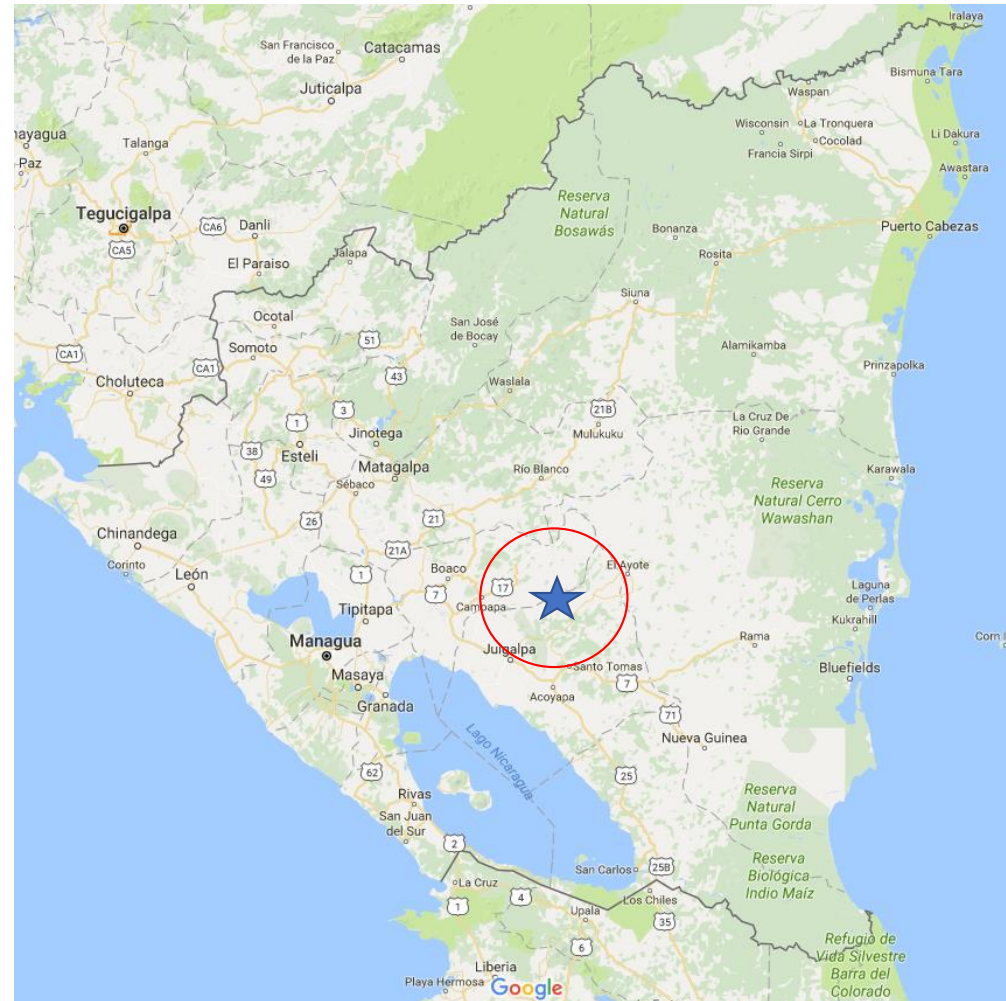 Iralaya
San Francisco
de la Paz
Catacamas
Bismuna Tara
Juticalpa
Waspan
Wisconsin
La Tronquera
Cocolad
Francia Sirpi
Li Dakura
Awastara
ayagua
Talanga
Paz
Reserva
Natural
Bosawás
Tegucigalpa
CA6
Danli
CA5
Bonanza
Puerto Cabezas
El Paraiso
Jalapa
Rosita
Siuna
Ocotal
San José
de Bocay
51
CA1
Somoto
Alamikamba
CA1
43
Choluteca
Prinzapolka
Waslala
3
21B
La Cruz De
Rio Grande
1
Jinotega
Mulukuku
38
Esteli
Matagalpa
Río Blanco
Karawala
49
Sébaco
Reserva
Natural Cerro
Wawashan
26
21
Chinandega
21A
Corinto
León
Boaco
El Ayote
1
7
17
Laguna
de Perlas
Tipitapa
Camoapa
Kukrahill
Managua
Juigalpa
Rama
Corn I
Masaya
Santo Tomas
Bluefields
7
Granada
Acoyapa
71
Nueva Guinea
Lago Nicaragua
62
25
Rivas
Reserva
Natural
Punta Gorda
San Juan
del Sur
2
Reserva
Biológica
Indio Maíz
San Carlos
25B
La Cruz
Los Chiles
1
4
Upala
35
6
Refugio de
Vida Silvestre
Barra del
Colorado
Liberia
Playa Hermosa
Google